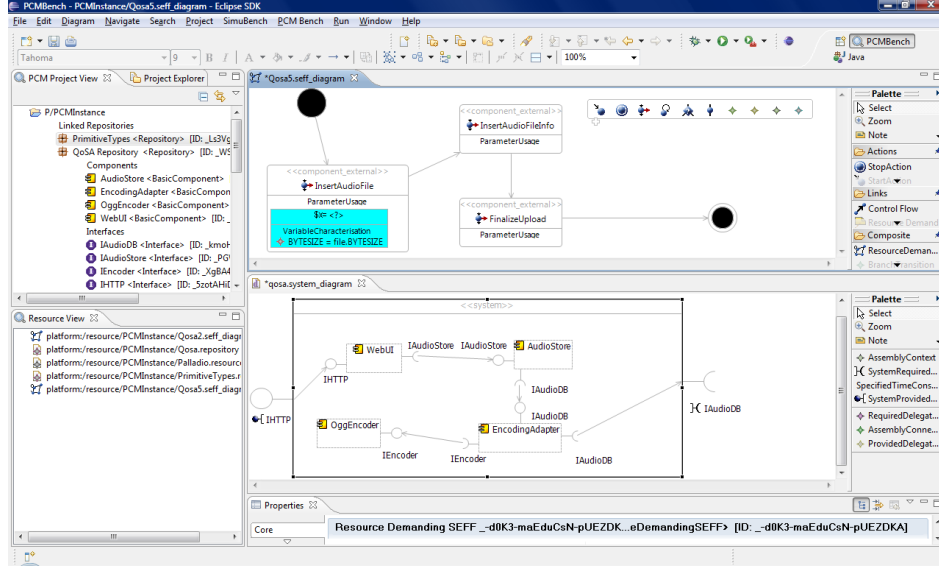 PCMBench - PCMInstance/Qosa5.seff_diagram - Eclipse SDK
File Edit Diagram Navigate Search Project SimuBench PCM Bench Run Window Help
Tahoma 9 B I A 100%
PCMBench
Java
PCM Project View Project Explorer
P/PCMInstance
Linked Repositories
PrimitiveTypes <Repository> [ID: _Ls3Vg
QoSA Repository <Repository> [ID: _WS
Components
AudioStore <BasicComponent>
EncodingAdapter <BasicCompon
OggEncoder <BasicComponent>
WebUI <BasicComponent> [ID: _
Interfaces
IAudioDB <Interface> [ID: _kmoH
IAudioStore <Interface> [ID: _PG
IEncoder <Interface> [ID: _XgBA4
IHTTP <Interface> [ID: _5zotAHiE
Resource View
platform:/resource/PCMInstance/Qosa2.seff_diagr
platform:/resource/PCMInstance/Qosa.repository
platform:/resource/PCMInstance/Palladio.resource
platform:/resource/PCMInstance/PrimitiveTypes.r
platform:/resource/PCMInstance/Qosa5.seff_diagr
*Qosa5.seff_diagram
<<component_external>>
InsertAudioFileInfo
ParameterUsage
<<component_external>>
InsertAudioFile
ParameterUsage
$x= <?>
VariableCharacterisation
BYTESIZE = file.BYTESIZE
<<component_external>>
FinalizeUpload
ParameterUsage
Palette
Select
Zoom
Note
Actions
StopAction
Links
Control Flow
Composite
ResourceDeman...
*qosa.system_diagram
<<system>>
WebUI
IAudioStore IAudioStore
AudioStore
IHTTP
IAudioDB
IAudioDB
IHTTP
OggEncoder
EncodingAdapter
IEncoder IEncoder
IAudioDB
IAudioDB
Palette
Select
Zoom
Note
AssemblyContext
SystemRequired...
SpecifiedTimeCons...
SystemProvided...
RequiredDelegat...
AssemblyConne...
ProvidedDelegat...
Properties
Core
Resource Demanding SEFF _-d0K3-maEduCsN-pUEZDK...eDemandingSEFF> [ID: _-d0K3-maEduCsN-pUEZDKA]